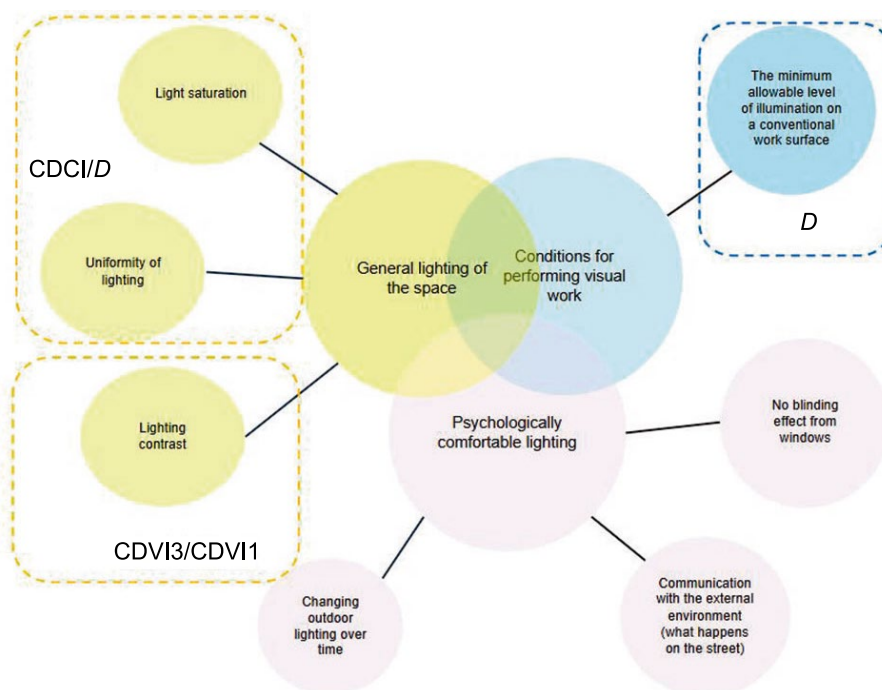 Light saturation
CDCI/D
Uniformity of
lighting
Lighting
contrast
CDVI3/CDVI1
General lighting of
the space
Conditions for
performing visual
work
The minimum
allowable level
of illumination on
a conventional
work surface
D
Psychologically
comfortable lighting
No blinding
effect from
windows
Changing
outdoor
lighting over
time
Communication
with the external
environment
(what happens
on the street)